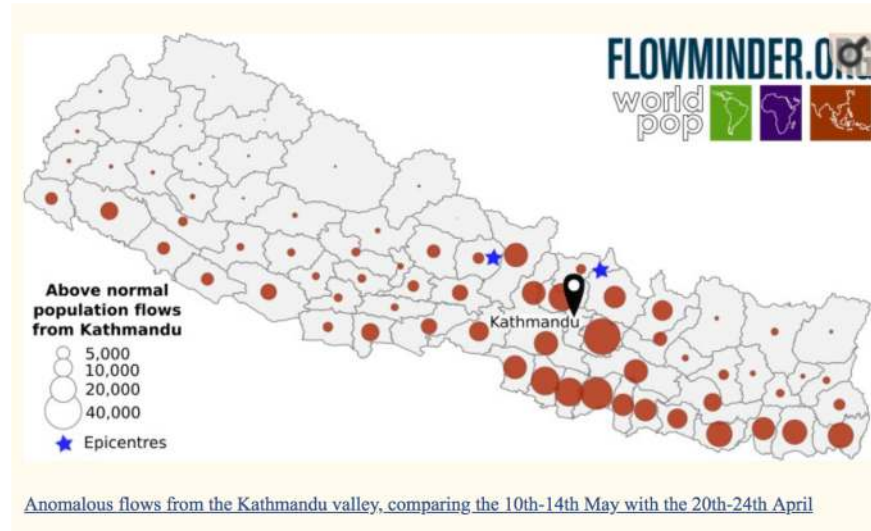 FLOWMINDER.ORG
world
pop
Above normal
population flows
from Kathmandu
5,000
10,000
20,000
40,000
Epicentres
Kathmandu
Anomalous flows from the Kathmandu valley, comparing the 10th-14th May with the 20th-24th April